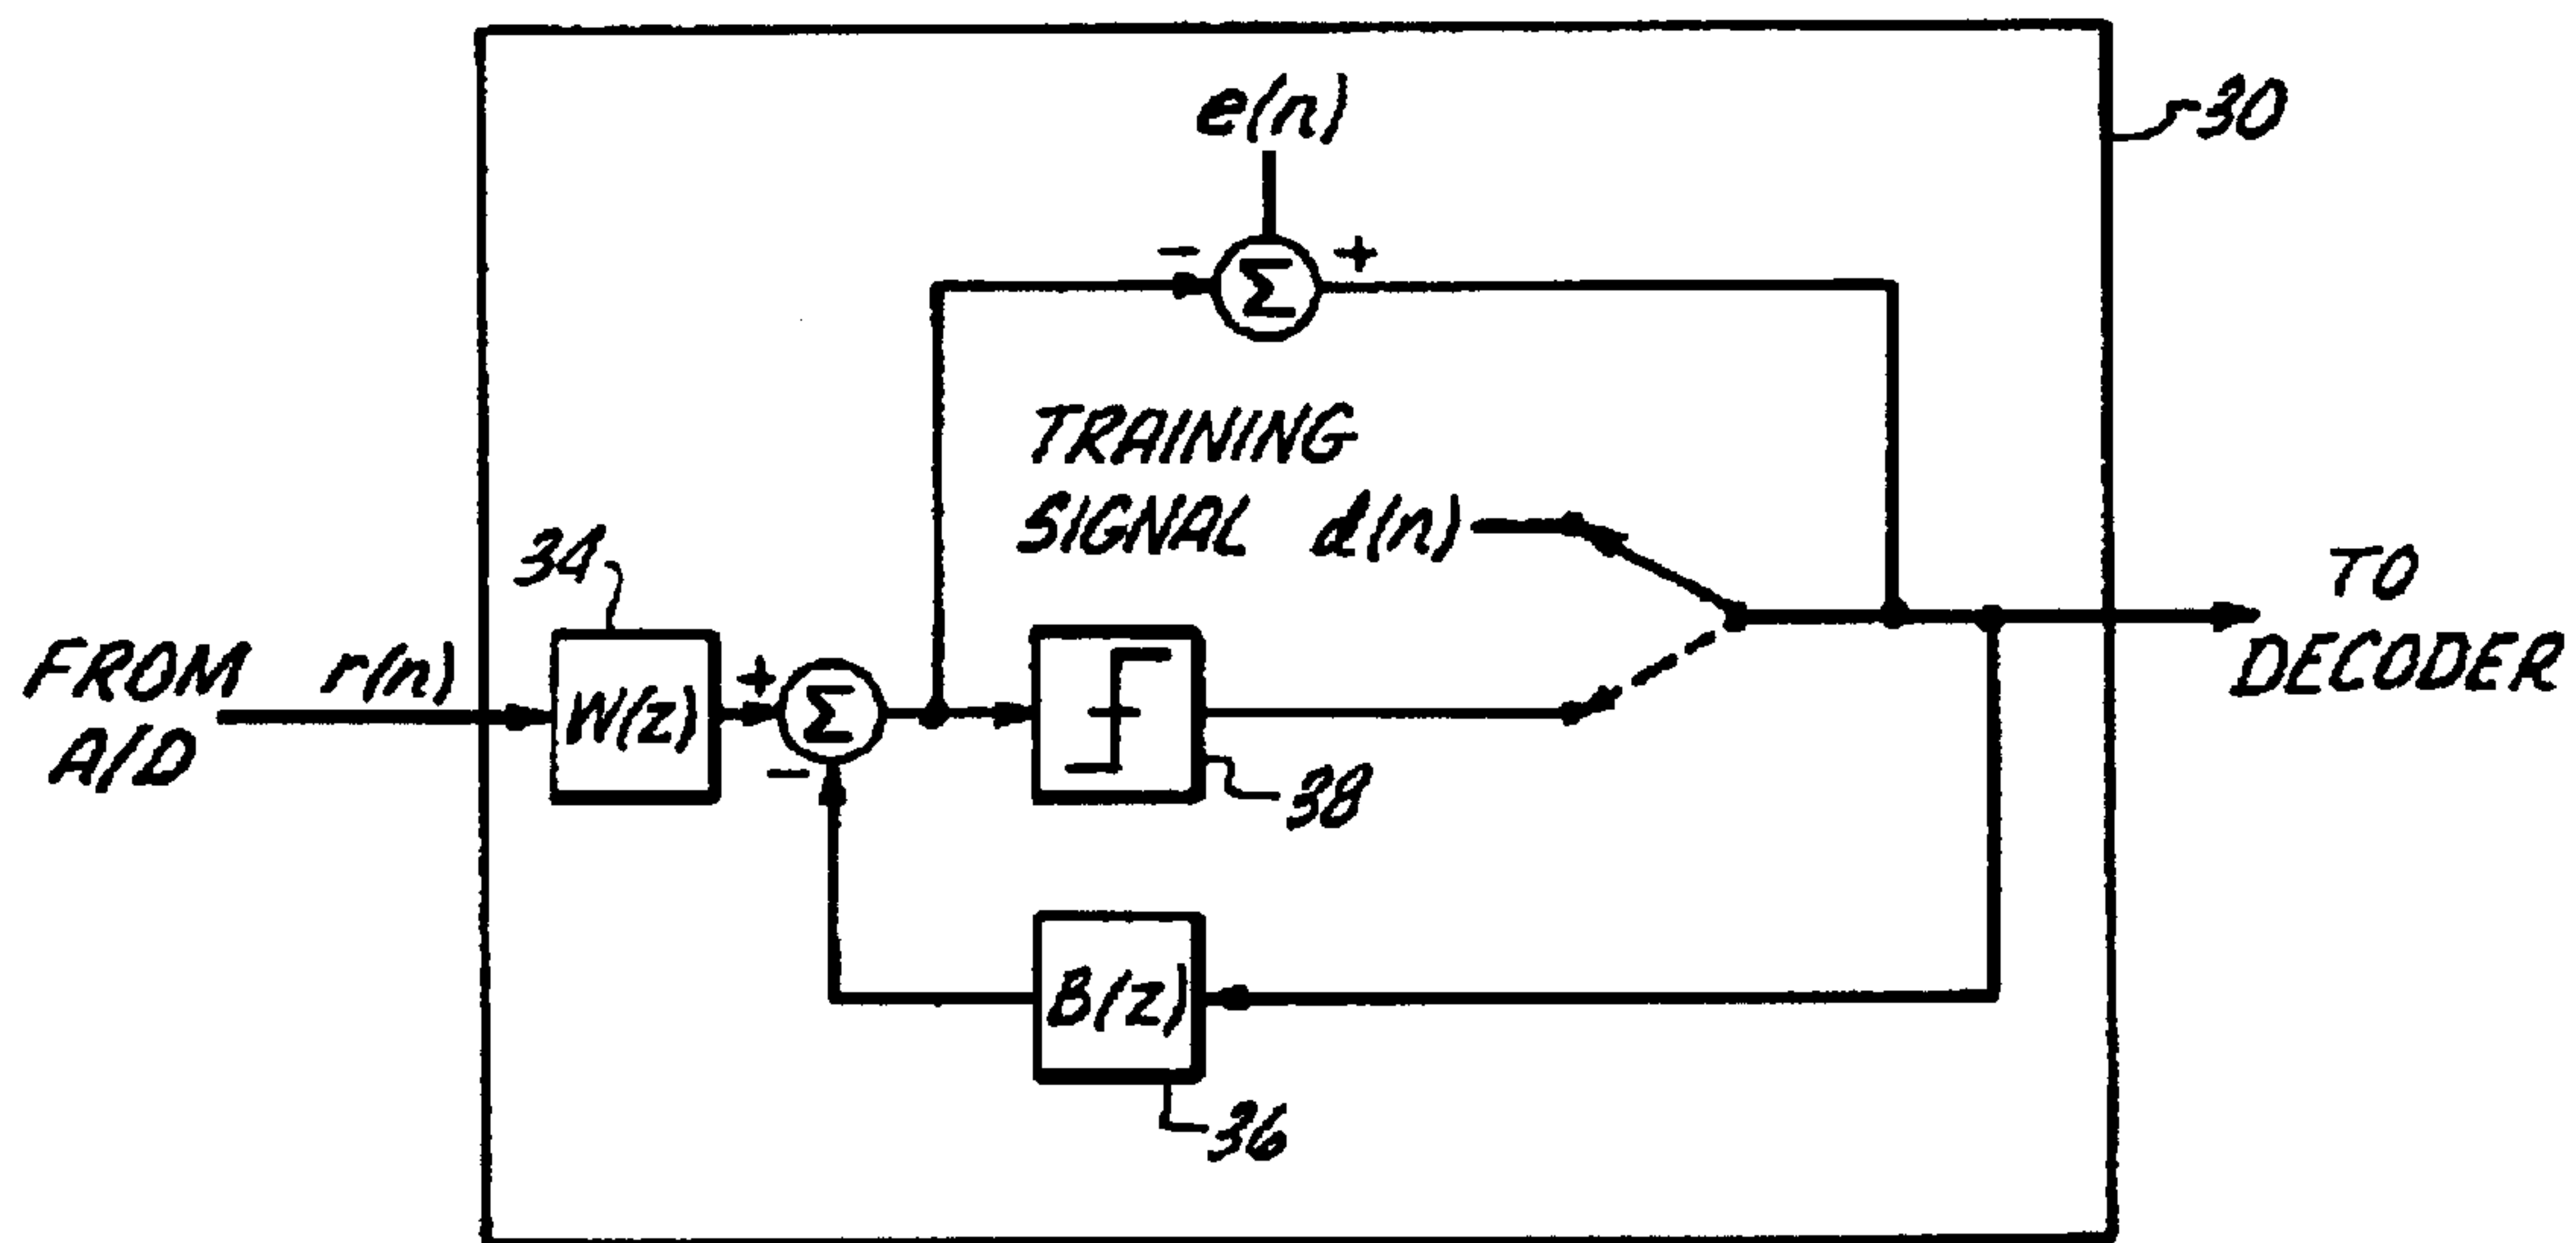 e(n)
30
- +
Σ
TRAINING
SIGNAL d(n)
34
TO
DECODER
FROM r(n)
A/D
W(z)
+
Σ
-
38
B(z)
36